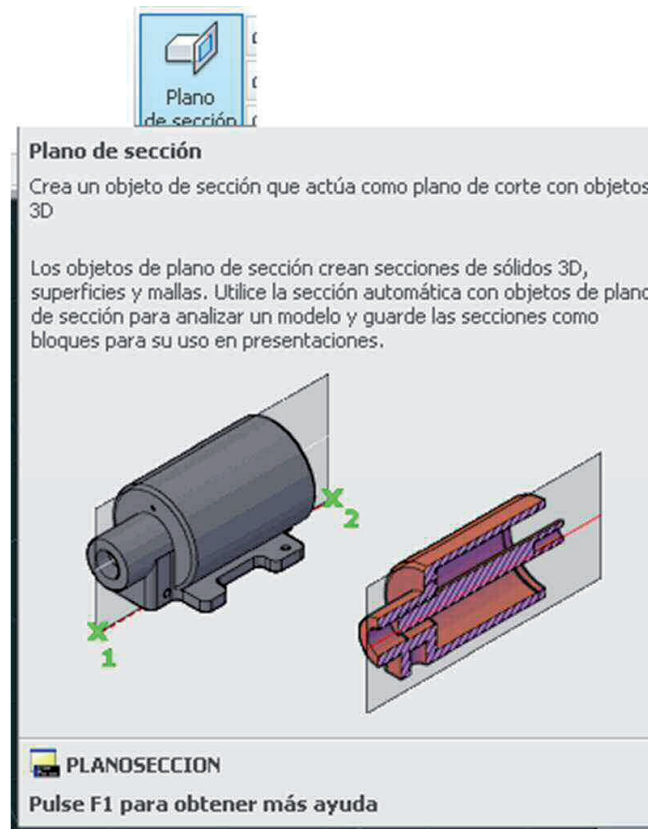 Plano
de sección
Plano de sección
Crea un objeto de sección que actúa como plano de corte con objetos
3D
Los objetos de plano de sección crean secciones de sólidos 3D,
superficies y mallas. Utilice la sección automática con objetos de plano
de sección para analizar un modelo y guarde las secciones como
bloques para su uso en presentaciones.
2
1
PLANOSECCION
Pulse F1 para obtener más ayuda